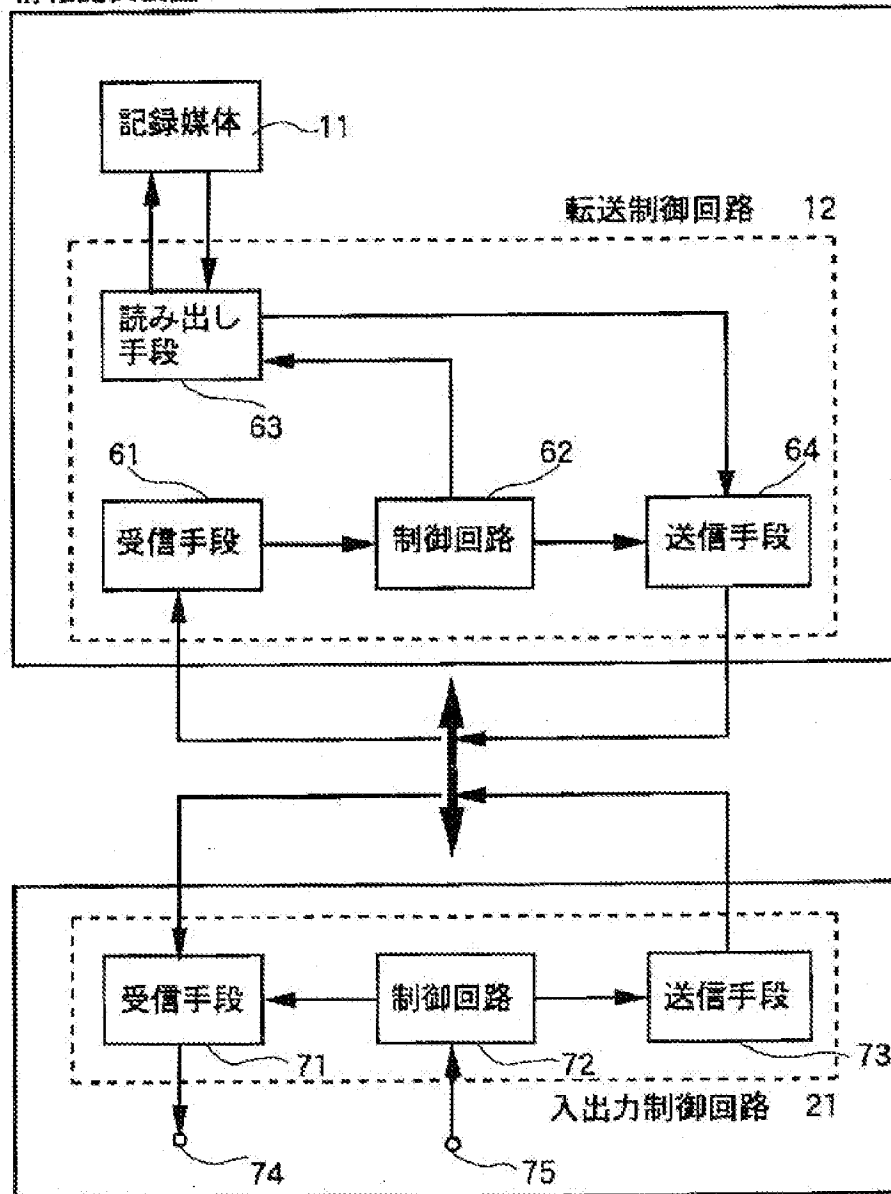 記録媒体
11
転送制御回路 12
読み出し
手段
63
61
62
64
受信手段
制御回路
送信手段
受信手段
制御回路
送信手段
71
72
73
入出力制御回路 21
74
75